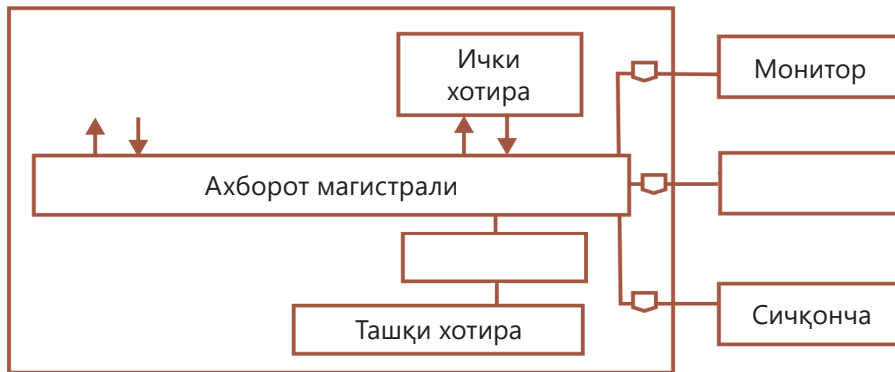 Ички
хотира
Монитор
Ахборот магистрали
Ташқи хотира
Сичқонча